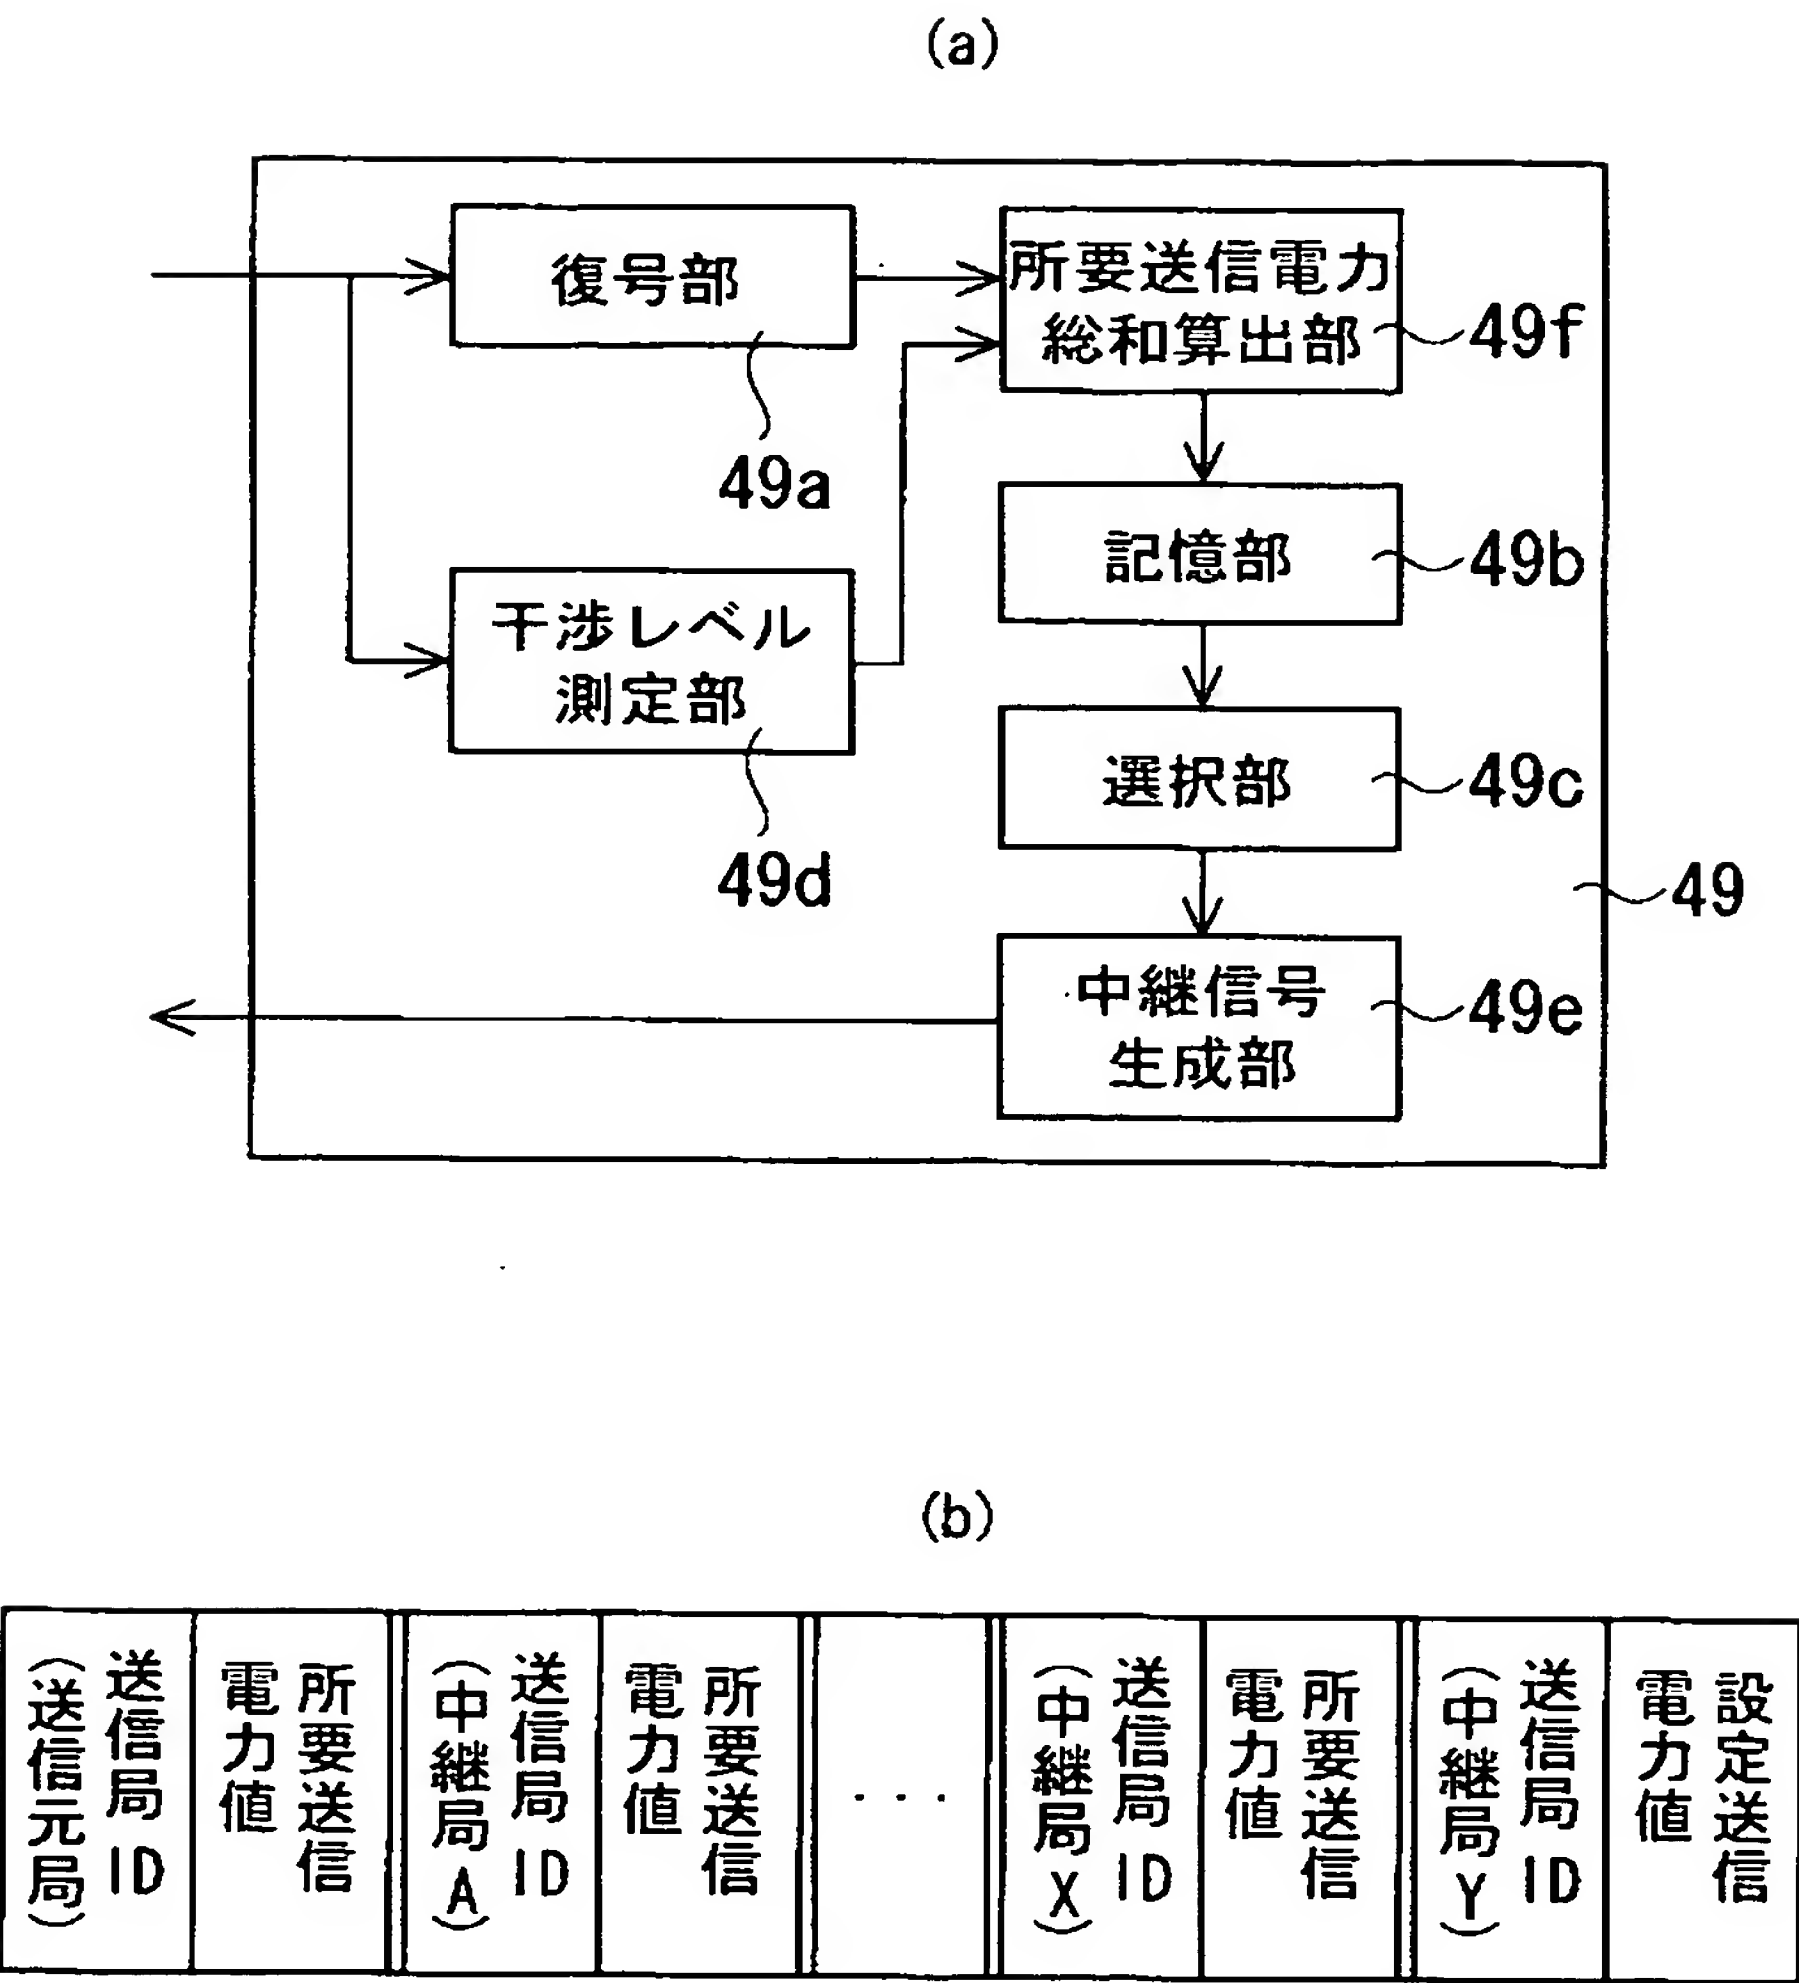 (a)
復号部
49a
所要送信電力
総和算出部
49f
記憶部
49b
干渉レベル
測定部
49d
選択部
49c
49
中継信号
生成部
49e
(b)
送信局ID
(送信元局)
所要送信
電力値
送信局ID
(中継局A)
所要送信
電力値
...
送信局ID
(中継局X)
所要送信
電力値
送信局ID
(中継局Y)
設定送信
電力値